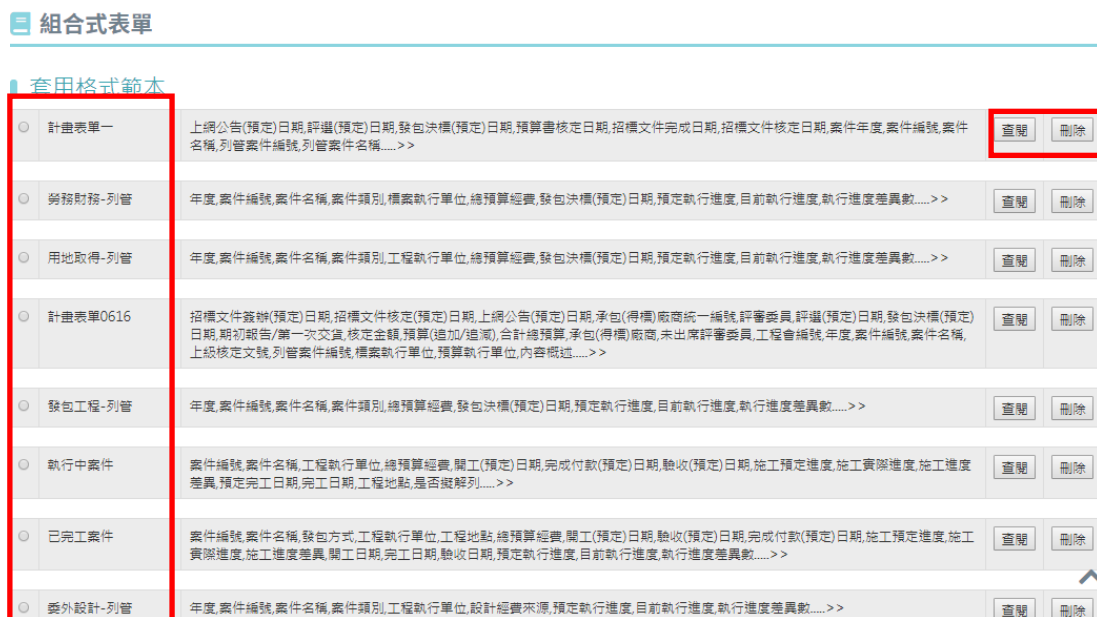 組合式表單
套用格式範本
計畫表單一
上網公告(預定)日期,評選(預定)日期,發包決標(預定)日期,預算書核定日期,招標文件完成日期,招標文件核定日期,案件年度,案件編號,案件
名稱,列管案件編號,列管案件名稱.....>>
查閱 刪除
勞務財務-列管
年度,案件編號,案件名稱,案件類別,標案執行單位,總預算經費,發包決標(預定)日期,預定執行進度,目前執行進度,執行進度差異數.....>>
查閱 刪除
用地取得-列管
年度,案件編號,案件名稱,案件類別,工程執行單位,總預算經費,發包決標(預定)日期,預定執行進度,目前執行進度,執行進度差異數.....>>
查閱 刪除
計畫表單0616
招標文件簽辦(預定)日期,招標文件核定(預定)日期,上網公告(預定)日期,承包(得標)廠商統一編號,評審委員,評選(預定)日期,發包決標(預定)
日期,期初報告/第一次交貨,核定金額,預算(追加/追減),合計總預算,承包(得標)廠商,未出席評審委員,工程會編號,年度,案件編號,案件名稱,
上級核定文號,列管案件編號,標案執行單位,預算執行單位,內容概述.....>>
查閱 刪除
發包工程-列管
年度,案件編號,案件名稱,案件類別,總預算經費,發包決標(預定)日期,預定執行進度,目前執行進度,執行進度差異數.....>>
查閱 刪除
執行中案件
案件編號,案件名稱,工程執行單位,總預算經費,開工(預定)日期,完成付款(預定)日期,驗收(預定)日期,施工預定進度,施工實際進度,施工進度
差異,預定完工日期,完工日期,工程地點,是否擬解列.....>>
查閱 刪除
已完工案件
案件編號,案件名稱,發包方式,工程執行單位,工程地點,總預算經費,開工(預定)日期,驗收(預定)日期,完成付款(預定)日期,施工預定進度,施工
實際進度,施工進度差異,開工日期,完工日期,驗收日期,預定執行進度,目前執行進度,執行進度差異數.....>>
查閱 刪除
委外設計-列管
年度,案件編號,案件名稱,案件類別,工程執行單位,設計經費來源,預定執行進度,目前執行進度,執行進度差異數.....>>
查閱 刪除